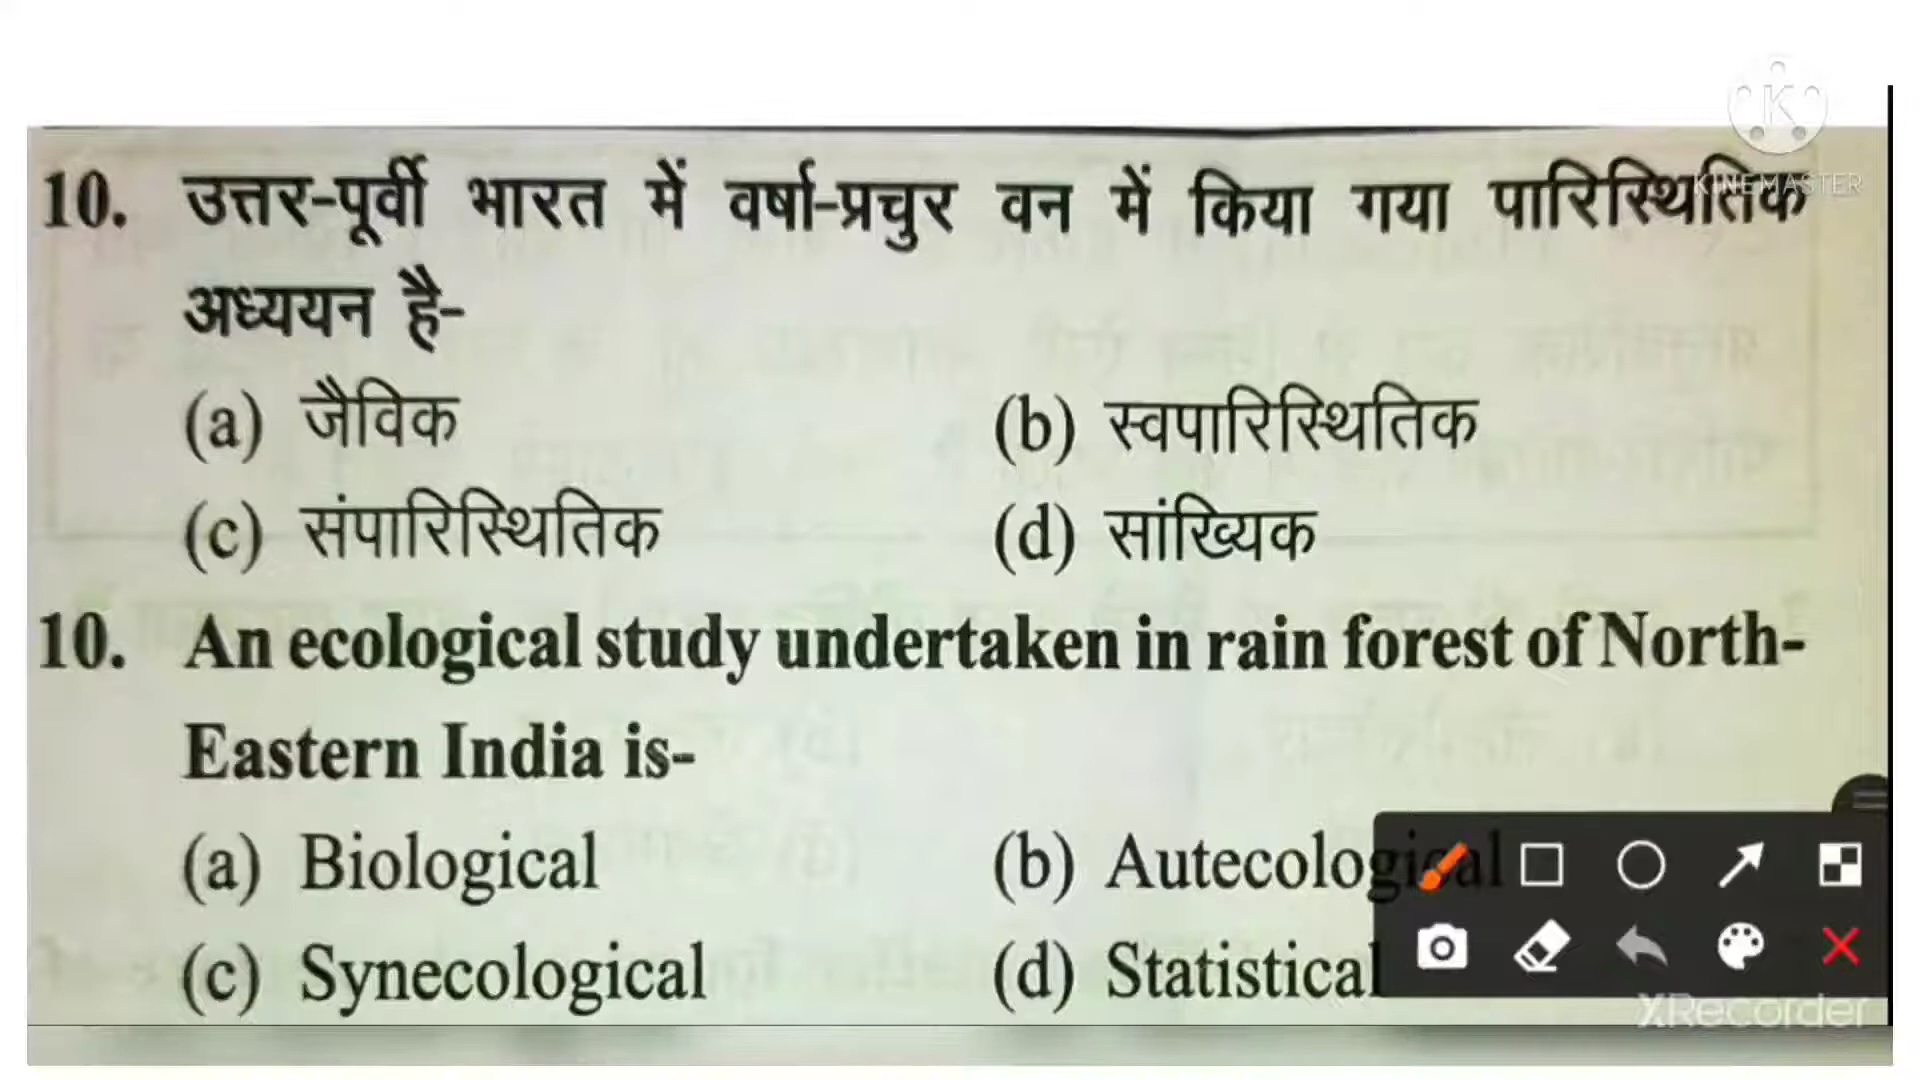 KINEMASTER
10. उत्तर-पूर्वी भारत में वर्षा-प्रचुर वन में किया गया पारिस्थितिक
अध्ययन है-
(a) जैविक (b) स्वपारिस्थितिक
(c) संपारिस्थितिक (d) सांख्यिक
10. An ecological study undertaken in rain forest of North-
Eastern India is-
(a) Biological (b) Autecological
(c) Synecological (d) Statistical
XRecorder